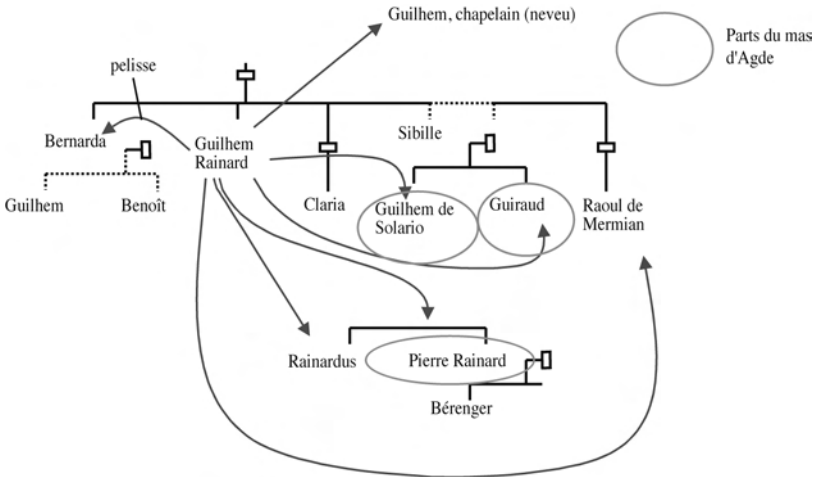 Guilhem, chapelain (neveu)
Parts du mas
d'Agde
pelisse
Bernarda
Guilhem
Rainard
Sibille
Guilhem
Benoît
Claria
Guilhem de
Solario
Guiraud
Raoul de
Mermian
Rainardus
Pierre Rainard
Bérenger